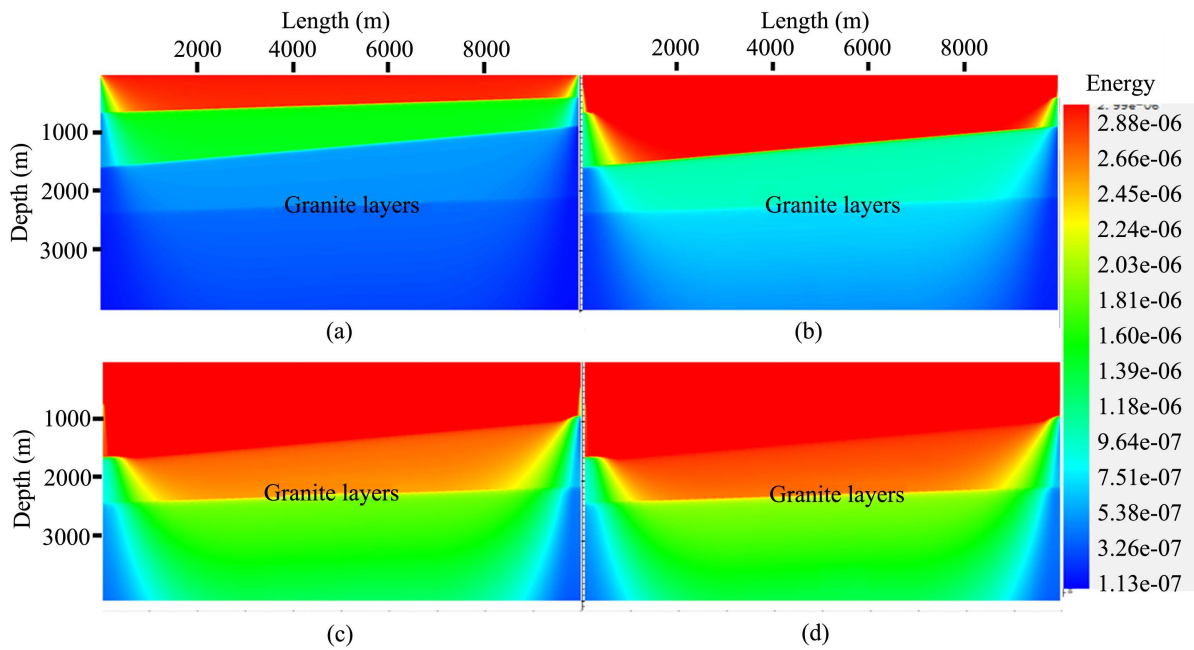 Length (m)
Length (m)
2000 4000 6000 8000
2000 4000 6000 8000
Energy
Depth (m)
1000
2000
3000
Granite layers
Granite layers
(a)
(b)
Depth (m)
1000
2000
3000
Granite layers
Granite layers
(c)
(d)
2.99e-06
2.88e-06
2.66e-06
2.45e-06
2.24e-06
2.03e-06
1.81e-06
1.60e-06
1.39e-06
1.18e-06
9.64e-07
7.51e-07
5.38e-07
3.26e-07
1.13e-07